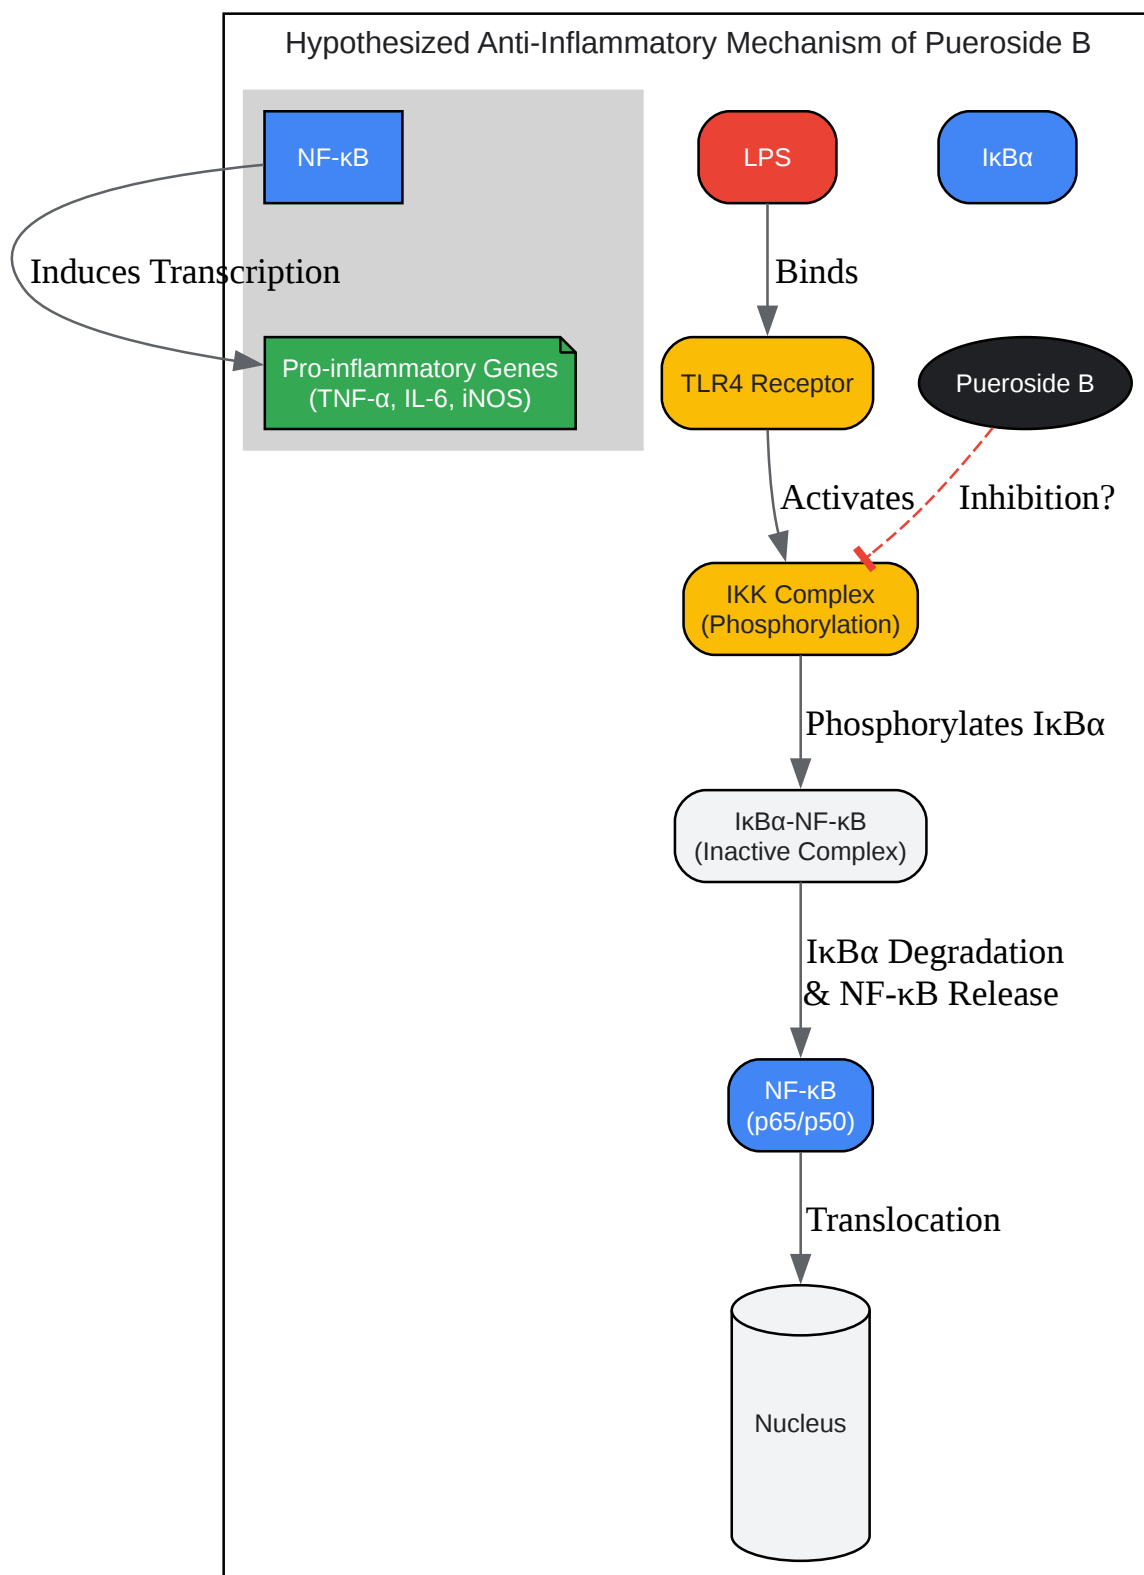 Hypothesized Anti-Inflammatory Mechanism of Pueroside B
NF-κB
LPS
IκBα
Induces Transcription
Binds
Pro-inflammatory Genes
(TNF-α, IL-6, iNOS)
TLR4 Receptor
Pueroside B
Activates
Inhibition?
IKK Complex
(Phosphorylation)
Phosphorylates IκBα
IκBα-NF-κB
(Inactive Complex)
IκBα Degradation
& NF-κB Release
NF-κB
(p65/p50)
Translocation
Nucleus